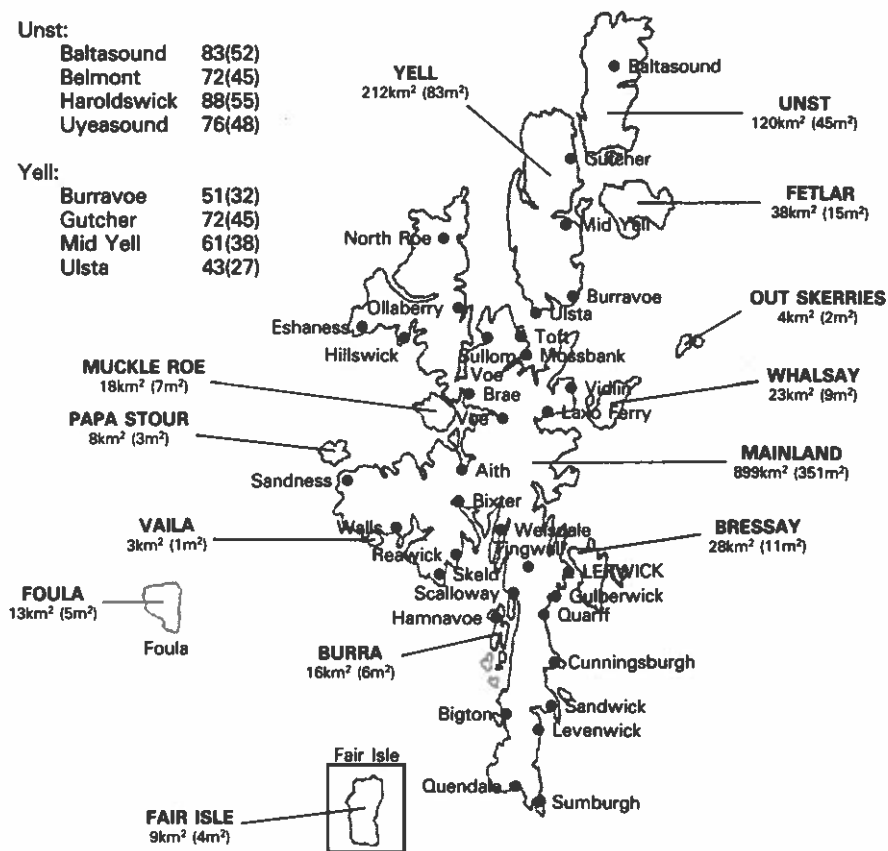 Unst:
Baltasound 83(52)
Belmont 72(45)
Haroldswick 88(55)
Uyeasound 76(48)
Yell:
Burravoe 51(32)
Gutcher 72(45)
Mid Yell 61(38)
Ulsta 43(27)
YELL
212km² (83m²)
Baltasound
UNST
120km² (45m²)
Gutcher
FETLAR
38km² (15m²)
Mid Yell
North Roe
Burravoe
OUT SKERRIES
4km² (2m²)
Ollaberry
Ulsta
Eshaness
Hillswick
Sullom
Voe
Toft
Mossbank
MUCKLE ROE
18km² (7m²)
Brae
Vidlin
WHALSAY
23km² (9m²)
Voe
Laxo Ferry
PAPA STOUR
8km² (3m²)
MAINLAND
899km² (351m²)
Sandness
Aith
Bixter
VAILA
3km² (1m²)
Walls
Weisdale
Tingwall
BRESSAY
28km² (11m²)
Reawick
Skeld
LERWICK
FOULA
13km² (5m²)
Foula
Scalloway
Gulberwick
Hamnavoe
Quarff
BURRA
16km² (6m²)
Cunningsburgh
Bigton
Sandwick
Levenwick
Fair Isle
Quendale
Sumburgh
FAIR ISLE
9km² (4m²)